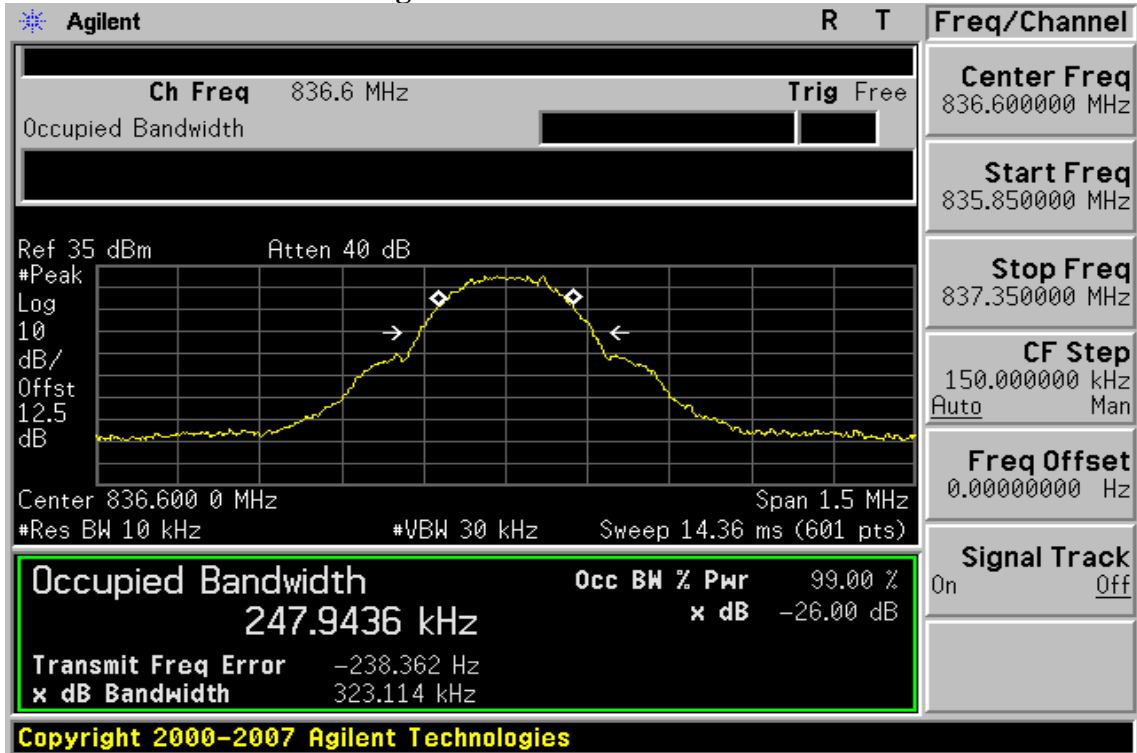 Agilent R T
Freq/Channel
Ch Freq 836.6 MHz Trig Free
Occupied Bandwidth
Center Freq
836.600000 MHz
Start Freq
835.850000 MHz
Stop Freq
837.350000 MHz
CF Step
150.000000 kHz
Auto Man
Freq Offset
0.00000000 Hz
Signal Track
On Off
Ref 35 dBm Atten 40 dB
#Peak
Log
10
dB/
Offst
12.5
dB
Center 836.600 0 MHz Span 1.5 MHz
#Res BW 10 kHz #VBW 30 kHz Sweep 14.36 ms (601 pts)
Occupied Bandwidth Occ BW % Pwr 99.00 %
247.9436 kHz x dB -26.00 dB
Transmit Freq Error -238.362 Hz
x dB Bandwidth 323.114 kHz
Copyright 2000-2007 Agilent Technologies